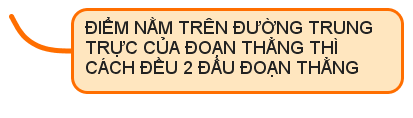 ĐIỂM NẰM TRÊN ĐƯỜNG TRUNG
TRỰC CỦA ĐOẠN THẲNG THÌ
CÁCH ĐỀU 2 ĐẦU ĐOẠN THẲNG